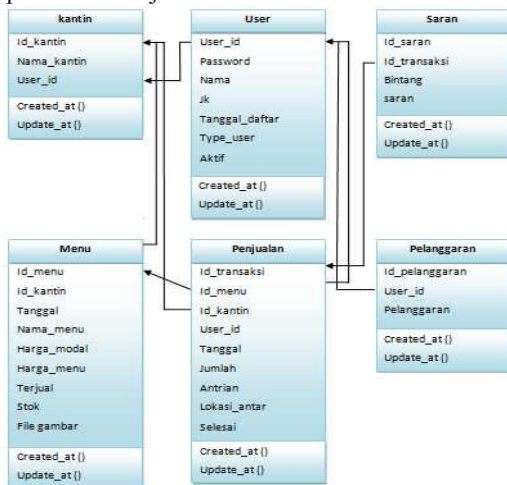 kantin
Id_kantin
Nama_kantin
User_id
Created_at ()
Update_at ()
User
User_id
Password
Nama
Jk
Tanggal_daftar
Type_user
Aktif
Created_at ()
Update_at ()
Saran
Id_saran
Id_transaksi
Bintang
saran
Created_at ()
Update_at ()
Menu
Id_menu
Id_kantin
Tanggal
Nama_menu
Harga_modal
Harga_menu
Terjual
Stok
File gambar
Created_at ()
Update_at ()
Penjualan
Id_transaksi
Id_menu
Id_kantin
User_id
Tanggal
Jumlah
Antrian
Lokasi_antar
Selesai
Created_at ()
Update_at ()
Pelanggaran
Id_pelanggaran
User_id
Pelanggaran
Created_at ()
Update_at ()